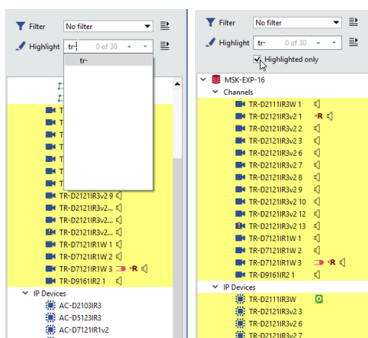 Filter
No filter
Highlight
tr-
0 of 30
tr-
TR-D2121IR3v2 9
TR-D2121IR3v2...
TR-D2121IR3v2...
TR-D2121IR3v2...
TR-D7121IR1W 1
TR-D7121IR1W 2
TR-D7121IR1W 3
R
TR-D9161IR2 1
IP Devices
AC-D2103IR3
AC-D5123IR3
AC-D7121IR1v2
Filter
No filter
Highlight
tr-
0 of 30
Highlighted only
MSK-EXP-16
Channels
TR-D2111IR3W 1
TR-D2121IR3v2 1
R
TR-D2121IR3v2 3
TR-D2121IR3v2 6
TR-D2121IR3v2 7
TR-D2121IR3v2 8
TR-D2121IR3v2 9
TR-D2121IR3v2 10
TR-D2121IR3v2 12
TR-D2121IR3v2 13
TR-D7121IR1W 1
TR-D7121IR1W 2
TR-D7121IR1W 3
R
TR-D9161IR2 1
IP Devices
TR-D2111IR3W
TR-D2121IR3v2 3
TR-D2121IR3v2 6
TR-D2121IR3v2 7